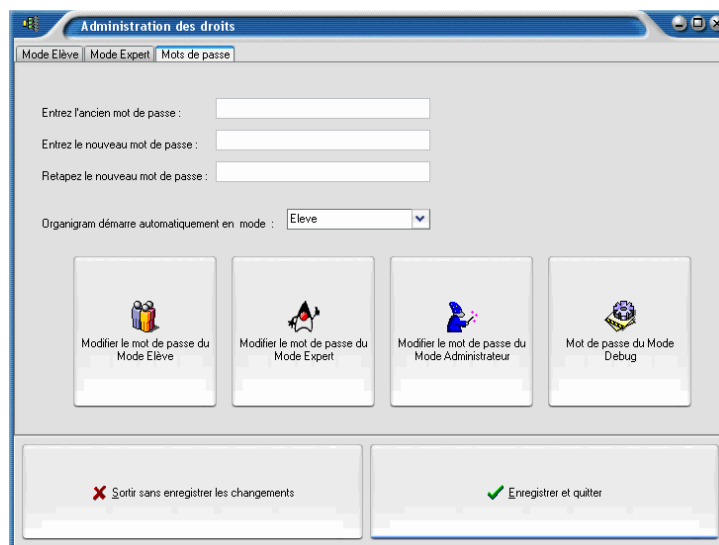 Administration des droits
Mode Elève Mode Expert Mots de passe
Entrez l'ancien mot de passe :
Entrez le nouveau mot de passe :
Retapez le nouveau mot de passe :
Organigram démarre automatiquement en mode : Eleve
Modifier le mot de passe du
Mode Elève
Modifier le mot de passe du
Mode Expert
Modifier le mot de passe du
Mode Administrateur
Mot de passe du Mode
Debug
Sortir sans enregistrer les changements
Enregistrer et quitter